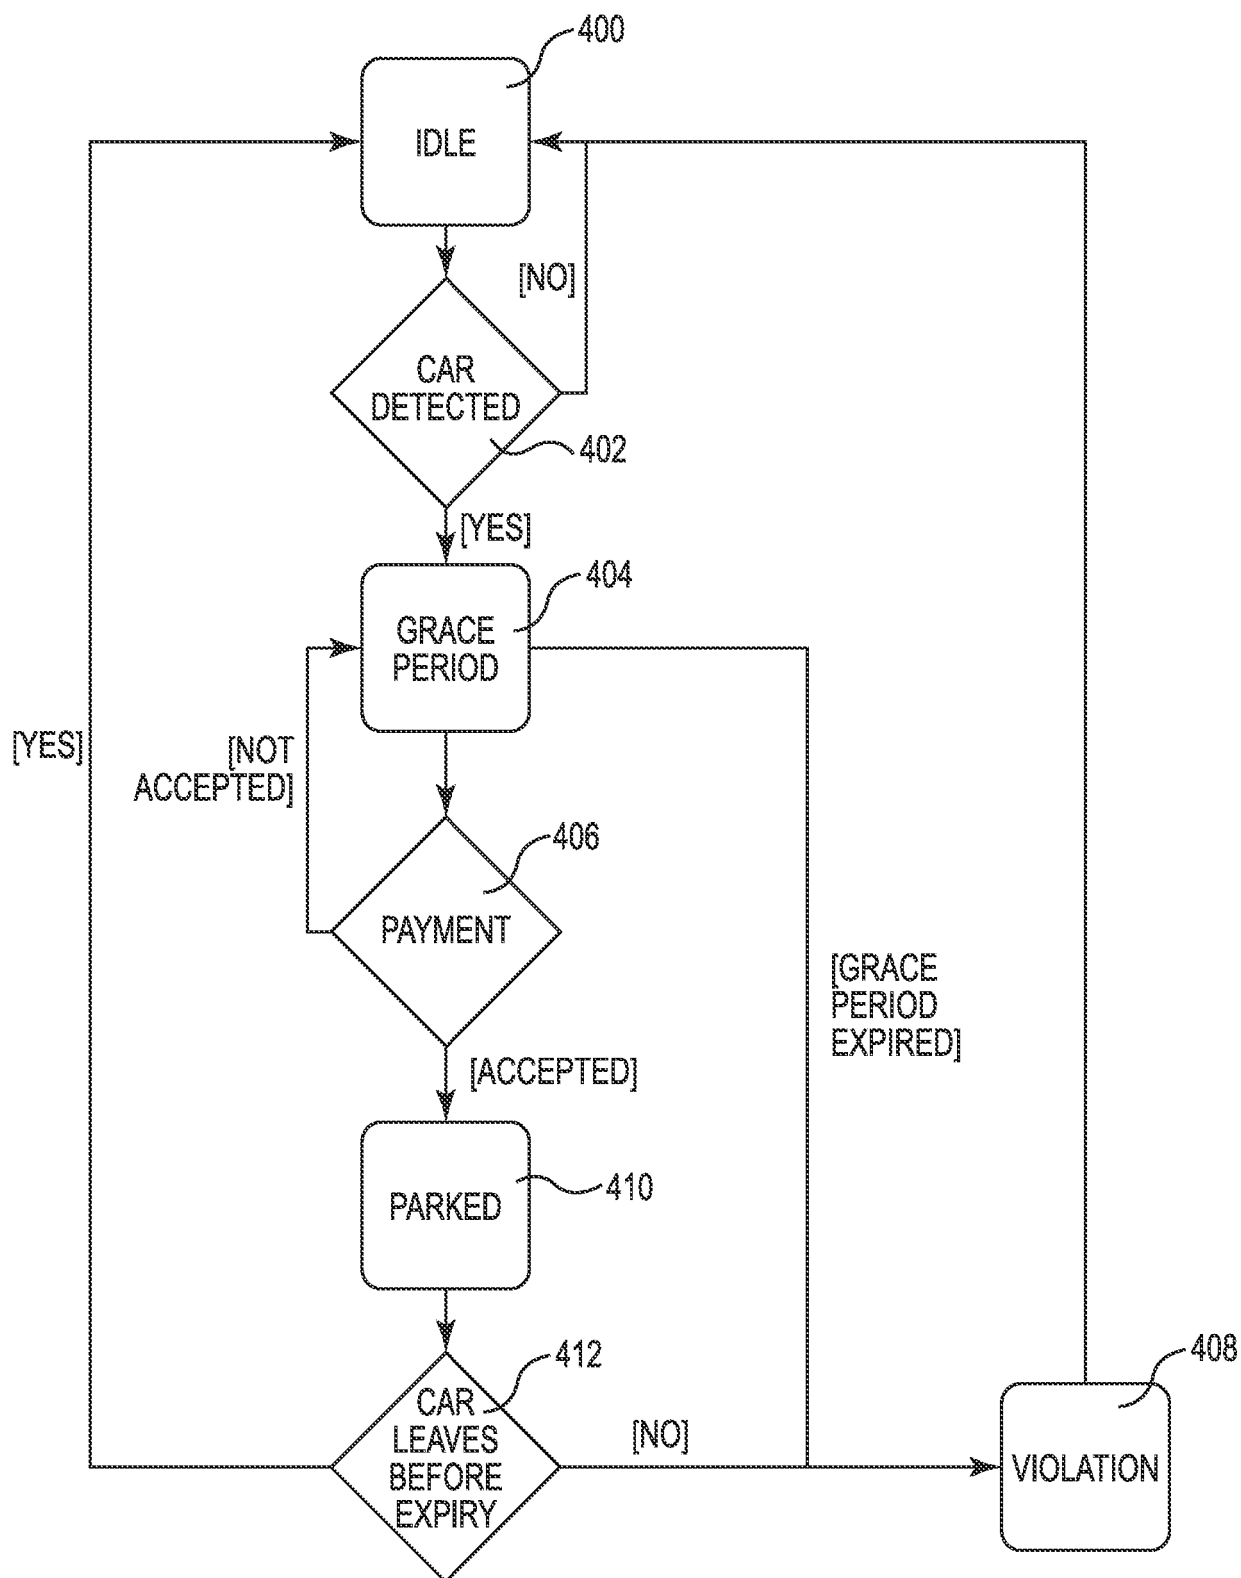 400
IDLE
[NO]
CAR
DETECTED
402
[YES]
404
GRACE
PERIOD
[YES]
[NOT
ACCEPTED]
406
PAYMENT
[GRACE
PERIOD
EXPIRED]
[ACCEPTED]
410
PARKED
412
408
CAR
LEAVES
BEFORE
EXPIRY
[NO]
VIOLATION